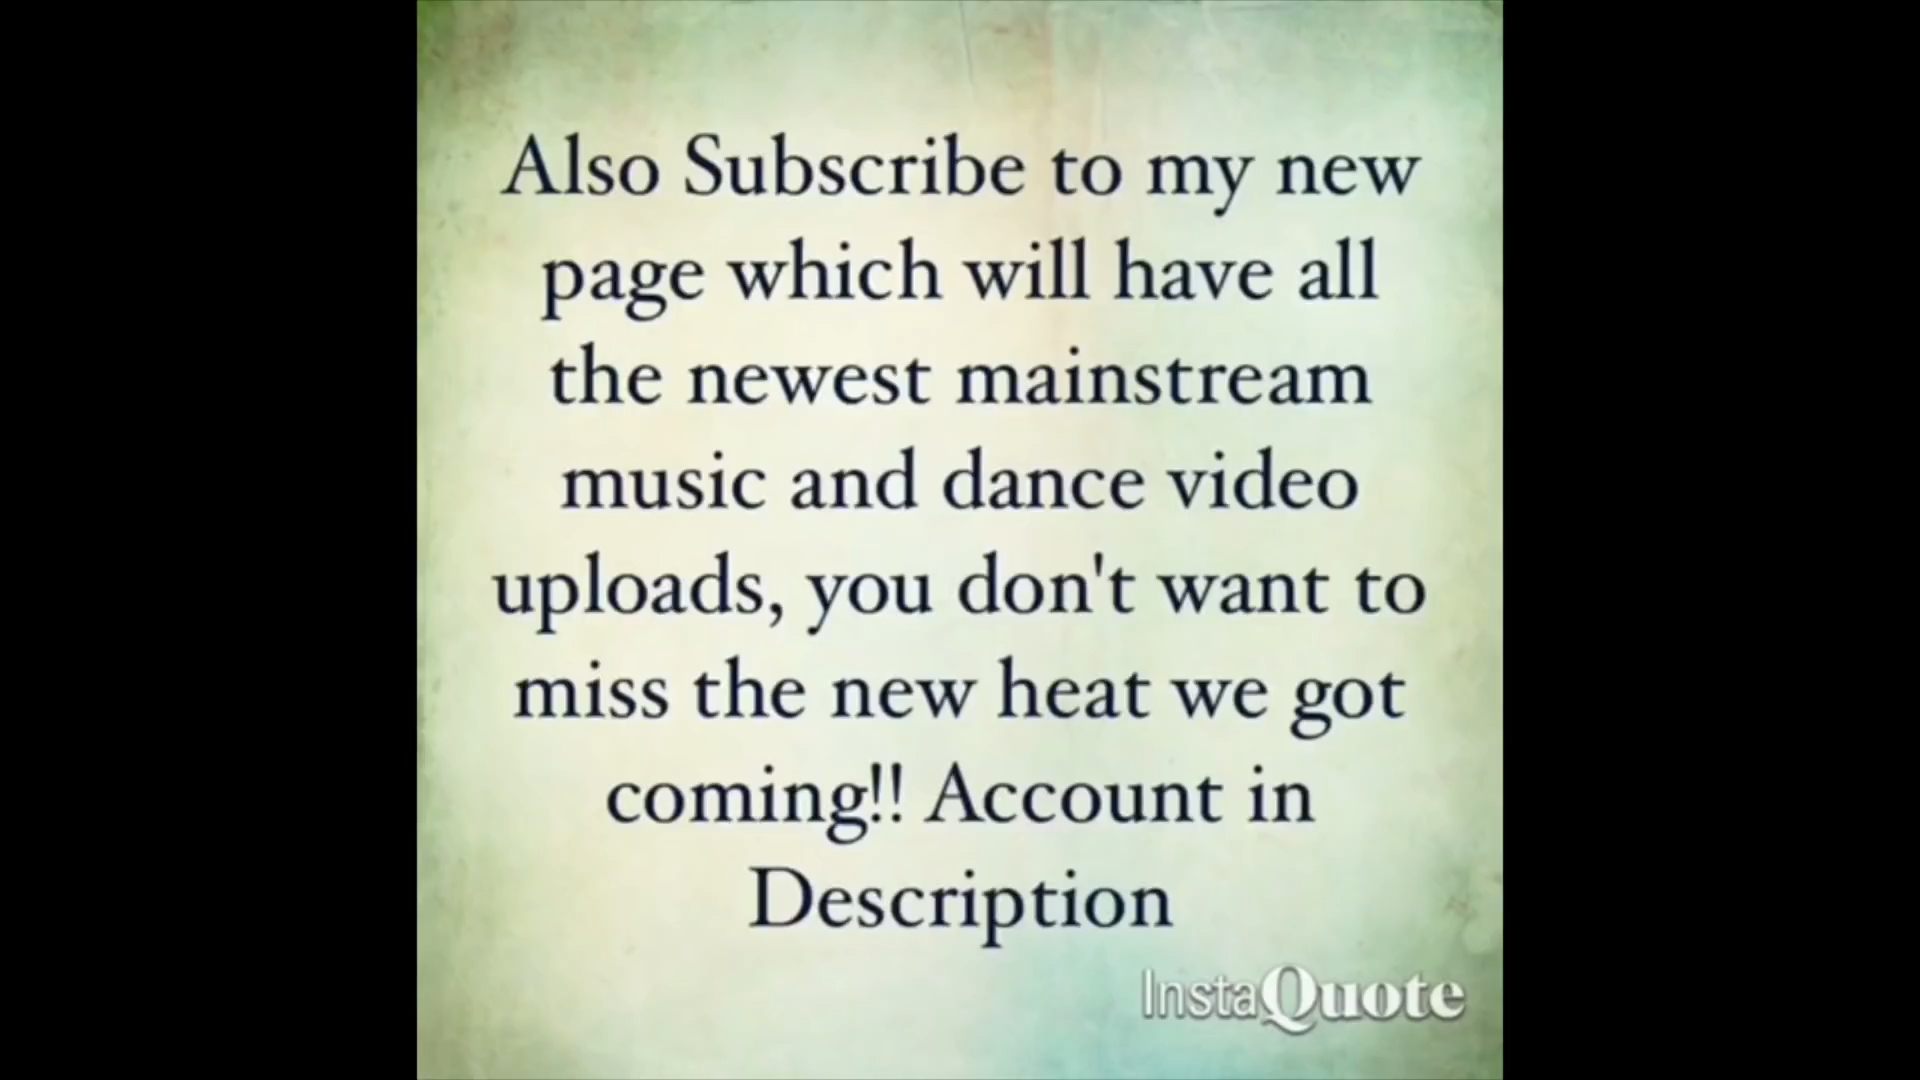 Also Subscribe to my new
page which will have all
the newest mainstream
music and dance video
uploads, you don't want to
miss the new heat we got
coming!! Account in
Description
InstaQuote